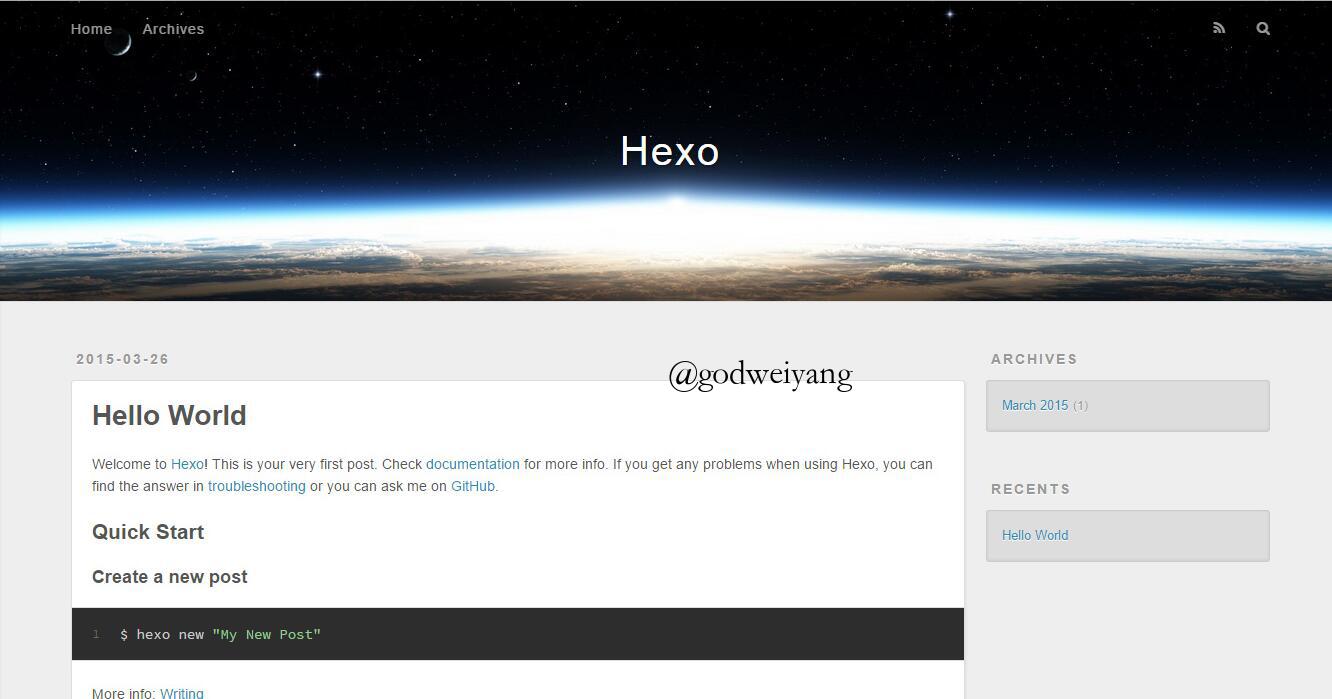 Home Archives
Hexo
2015-03-26
@godweiyang
Hello World
Welcome to Hexo! This is your very first post. Check documentation for more info. If you get any problems when using Hexo, you can
find the answer in troubleshooting or you can ask me on GitHub.
Quick Start
Create a new post
1 $ hexo new "My New Post"
More info: Writing
ARCHIVES
March 2015 (1)
RECENTS
Hello World